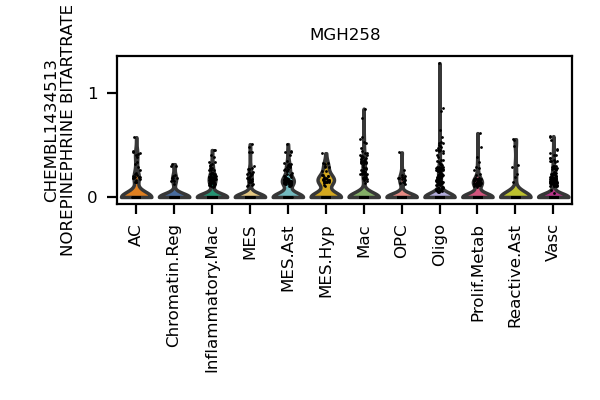 MGH258
CHEMBL1434513
NOREPINEPHRINE BITARTRATE
1
0
AC
Chromatin.Reg
Inflammatory.Mac
MES
MES.Ast
MES.Hyp
Mac
OPC
Oligo
Prolif.Metab
Reactive.Ast
Vasc